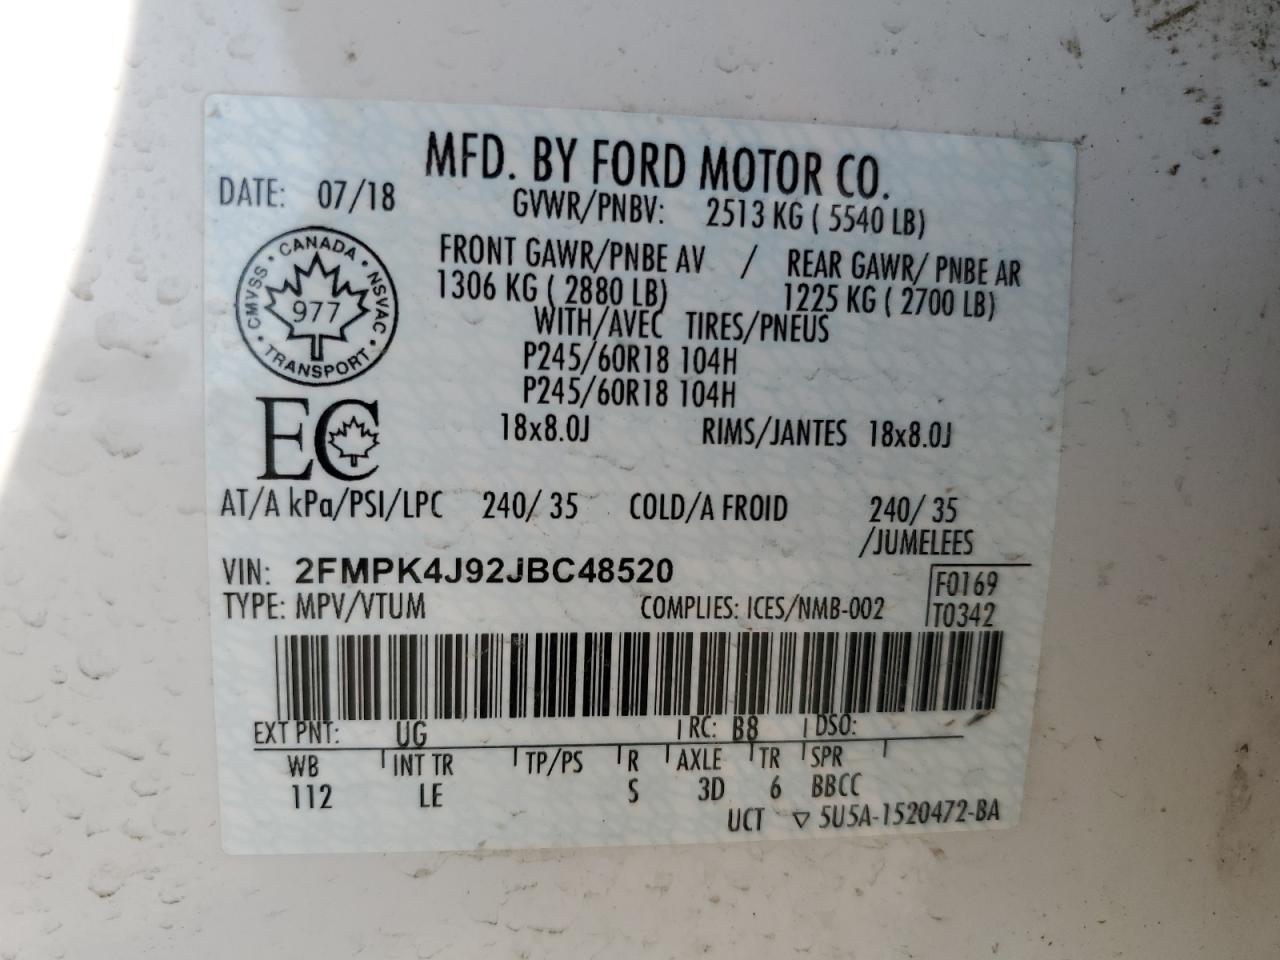 MFD. BY FORD MOTOR CO.
DATE: 07/18
GVWR/PNBV: 2513 KG ( 5540 LB)
FRONT GAWR/PNBE AV / REAR GAWR/ PNBE AR
1306 KG ( 2880 LB) 1225 KG ( 2700 LB)
WITH/AVEC TIRES/PNEUS
P245/60R18 104H
P245/60R18 104H
18x8.0J RIMS/JANTES 18x8.0J
CMVSS • CANADA • NSVAC • TRANSPORT •
977
EC
AT/A kPa/PSI/LPC 240/ 35 COLD/A FROID 240/ 35
/JUMELEES
VIN: 2FMPK4J92JBC48520
F0169
TYPE: MPV/VTUM COMPLIES: ICES/NMB-002 T0342
EXT PNT: UG RC: B8 DSO:
WB INT TR TP/PS R AXLE TR SPR
112 LE S 3D 6 BBCC
UCT ▽ 5U5A-1520472-BA